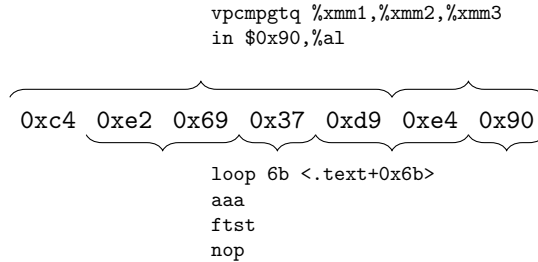 vpcmpgtq %xmm1,%xmm2,%xmm3
in $0x90,%al
0xc4 0xe2 0x69 0x37 0xd9 0xe4 0x90
loop 6b <.text+0x6b>
aaa
ftst
nop